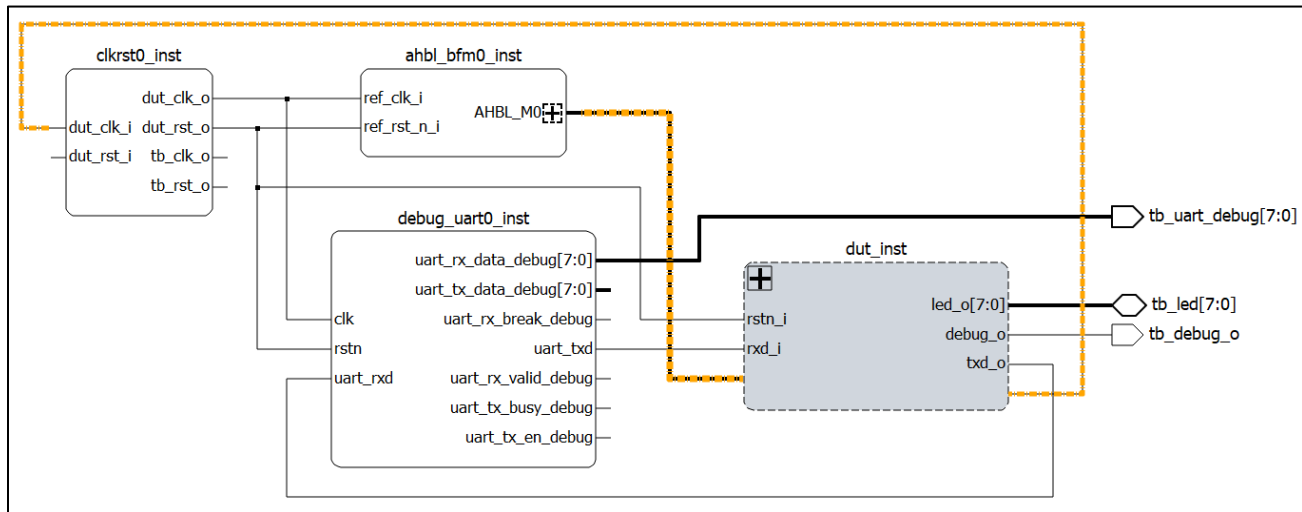 clkrst0_inst
dut_clk_o
dut_clk_i
dut_rst_o
dut_rst_i
tb_clk_o
tb_rst_o
ahbl_bfm0_inst
ref_clk_i
AHBL_M0
ref_rst_n_i
debug_uart0_inst
uart_rx_data_debug[7:0]
uart_tx_data_debug[7:0]
clk
uart_rx_break_debug
rstn
uart_txd
uart_rxd
uart_rx_valid_debug
uart_tx_busy_debug
uart_tx_en_debug
dut_inst
led_o[7:0]
rstn_i
debug_o
rxd_i
txd_o
tb_uart_debug[7:0]
tb_led[7:0]
tb_debug_o